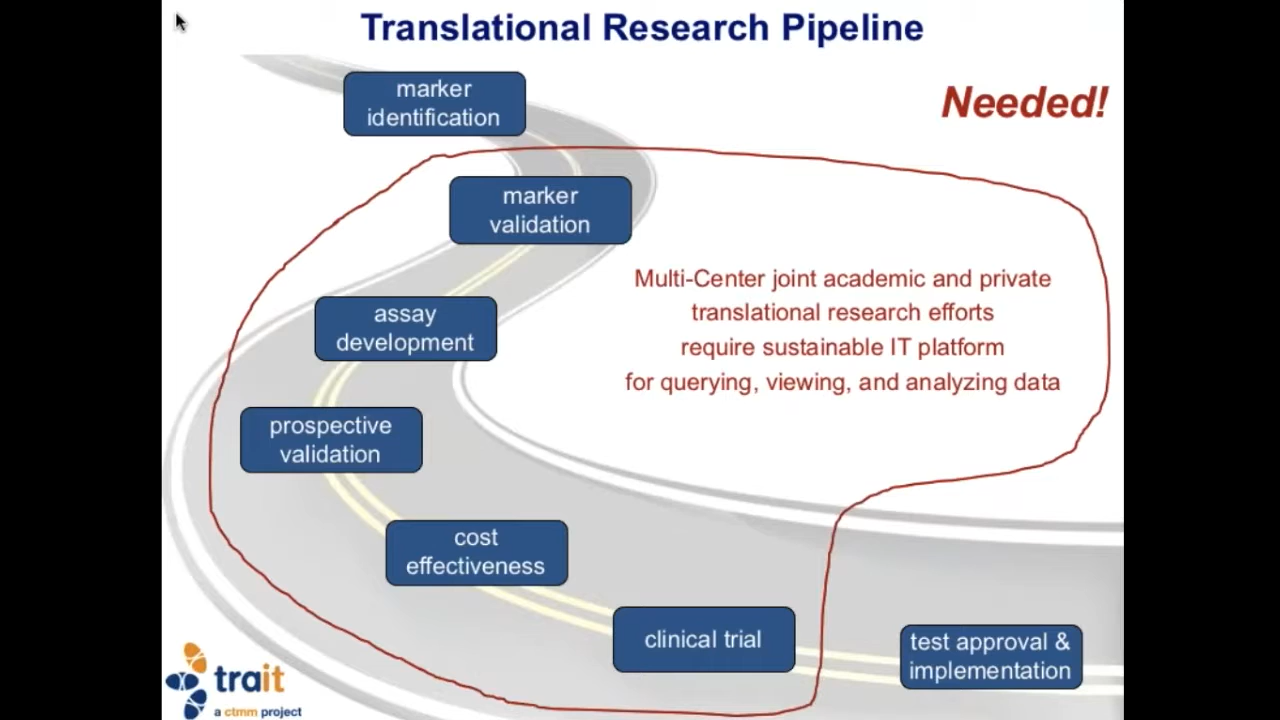 Translational Research Pipeline
Needed!
marker
identification
marker
validation
Multi-Center joint academic and private
translational research efforts
require sustainable IT platform
for querying, viewing, and analyzing data
assay
development
prospective
validation
cost
effectiveness
clinical trial
test approval &
implementation
trait
a ctmm project